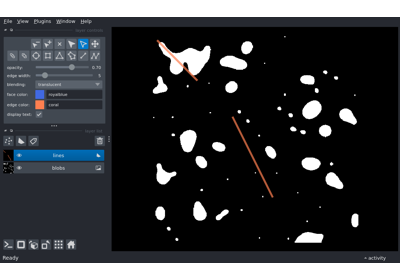 File View Plugins Window Help
opacity: 0.70
edge width: 5
blending: translucent
face color: royalblue
edge color: coral
display text: ✓
lines
blobs
Ready
activity